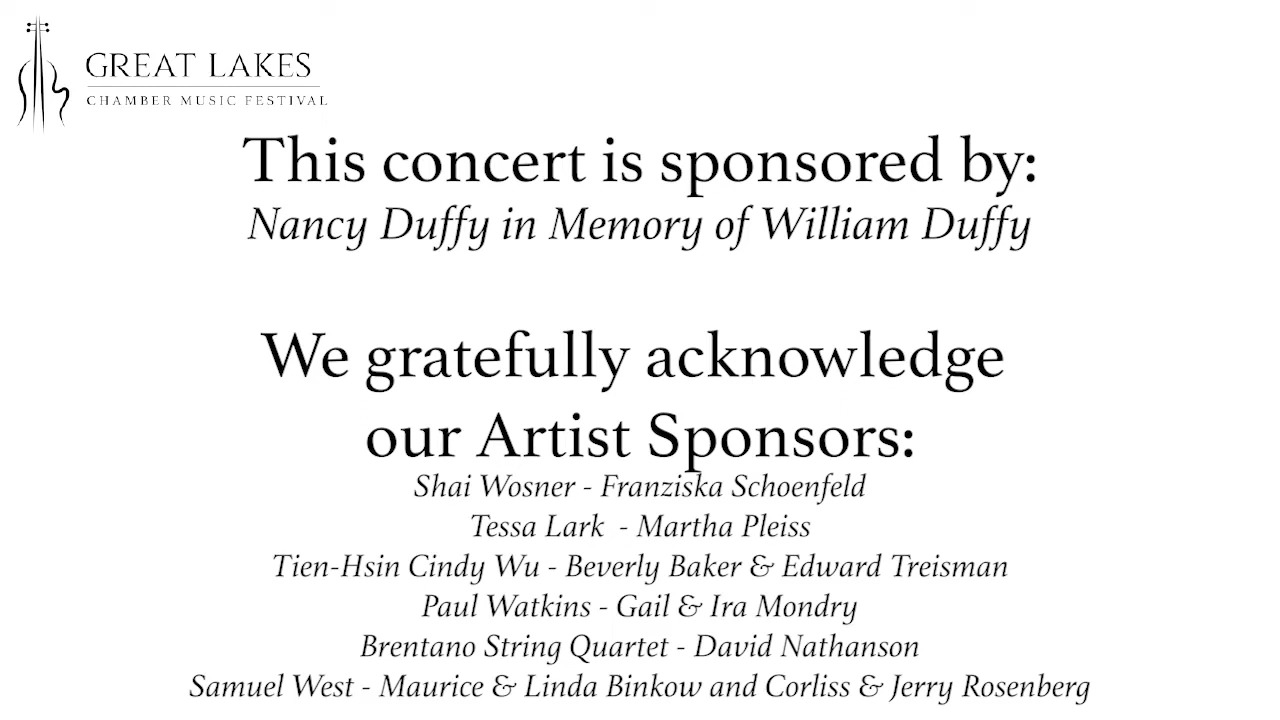 GREAT LAKES
CHAMBER MUSIC FESTIVAL
This concert is sponsored by:
Nancy Duffy in Memory of William Duffy
We gratefully acknowledge
our Artist Sponsors:
Shai Wosner - Franziska Schoenfeld
Tessa Lark  - Martha Pleiss
Tien-Hsin Cindy Wu - Beverly Baker & Edward Treisman
Paul Watkins - Gail & Ira Mondry
Brentano String Quartet - David Nathanson
Samuel West - Maurice & Linda Binkow and Corliss & Jerry Rosenberg